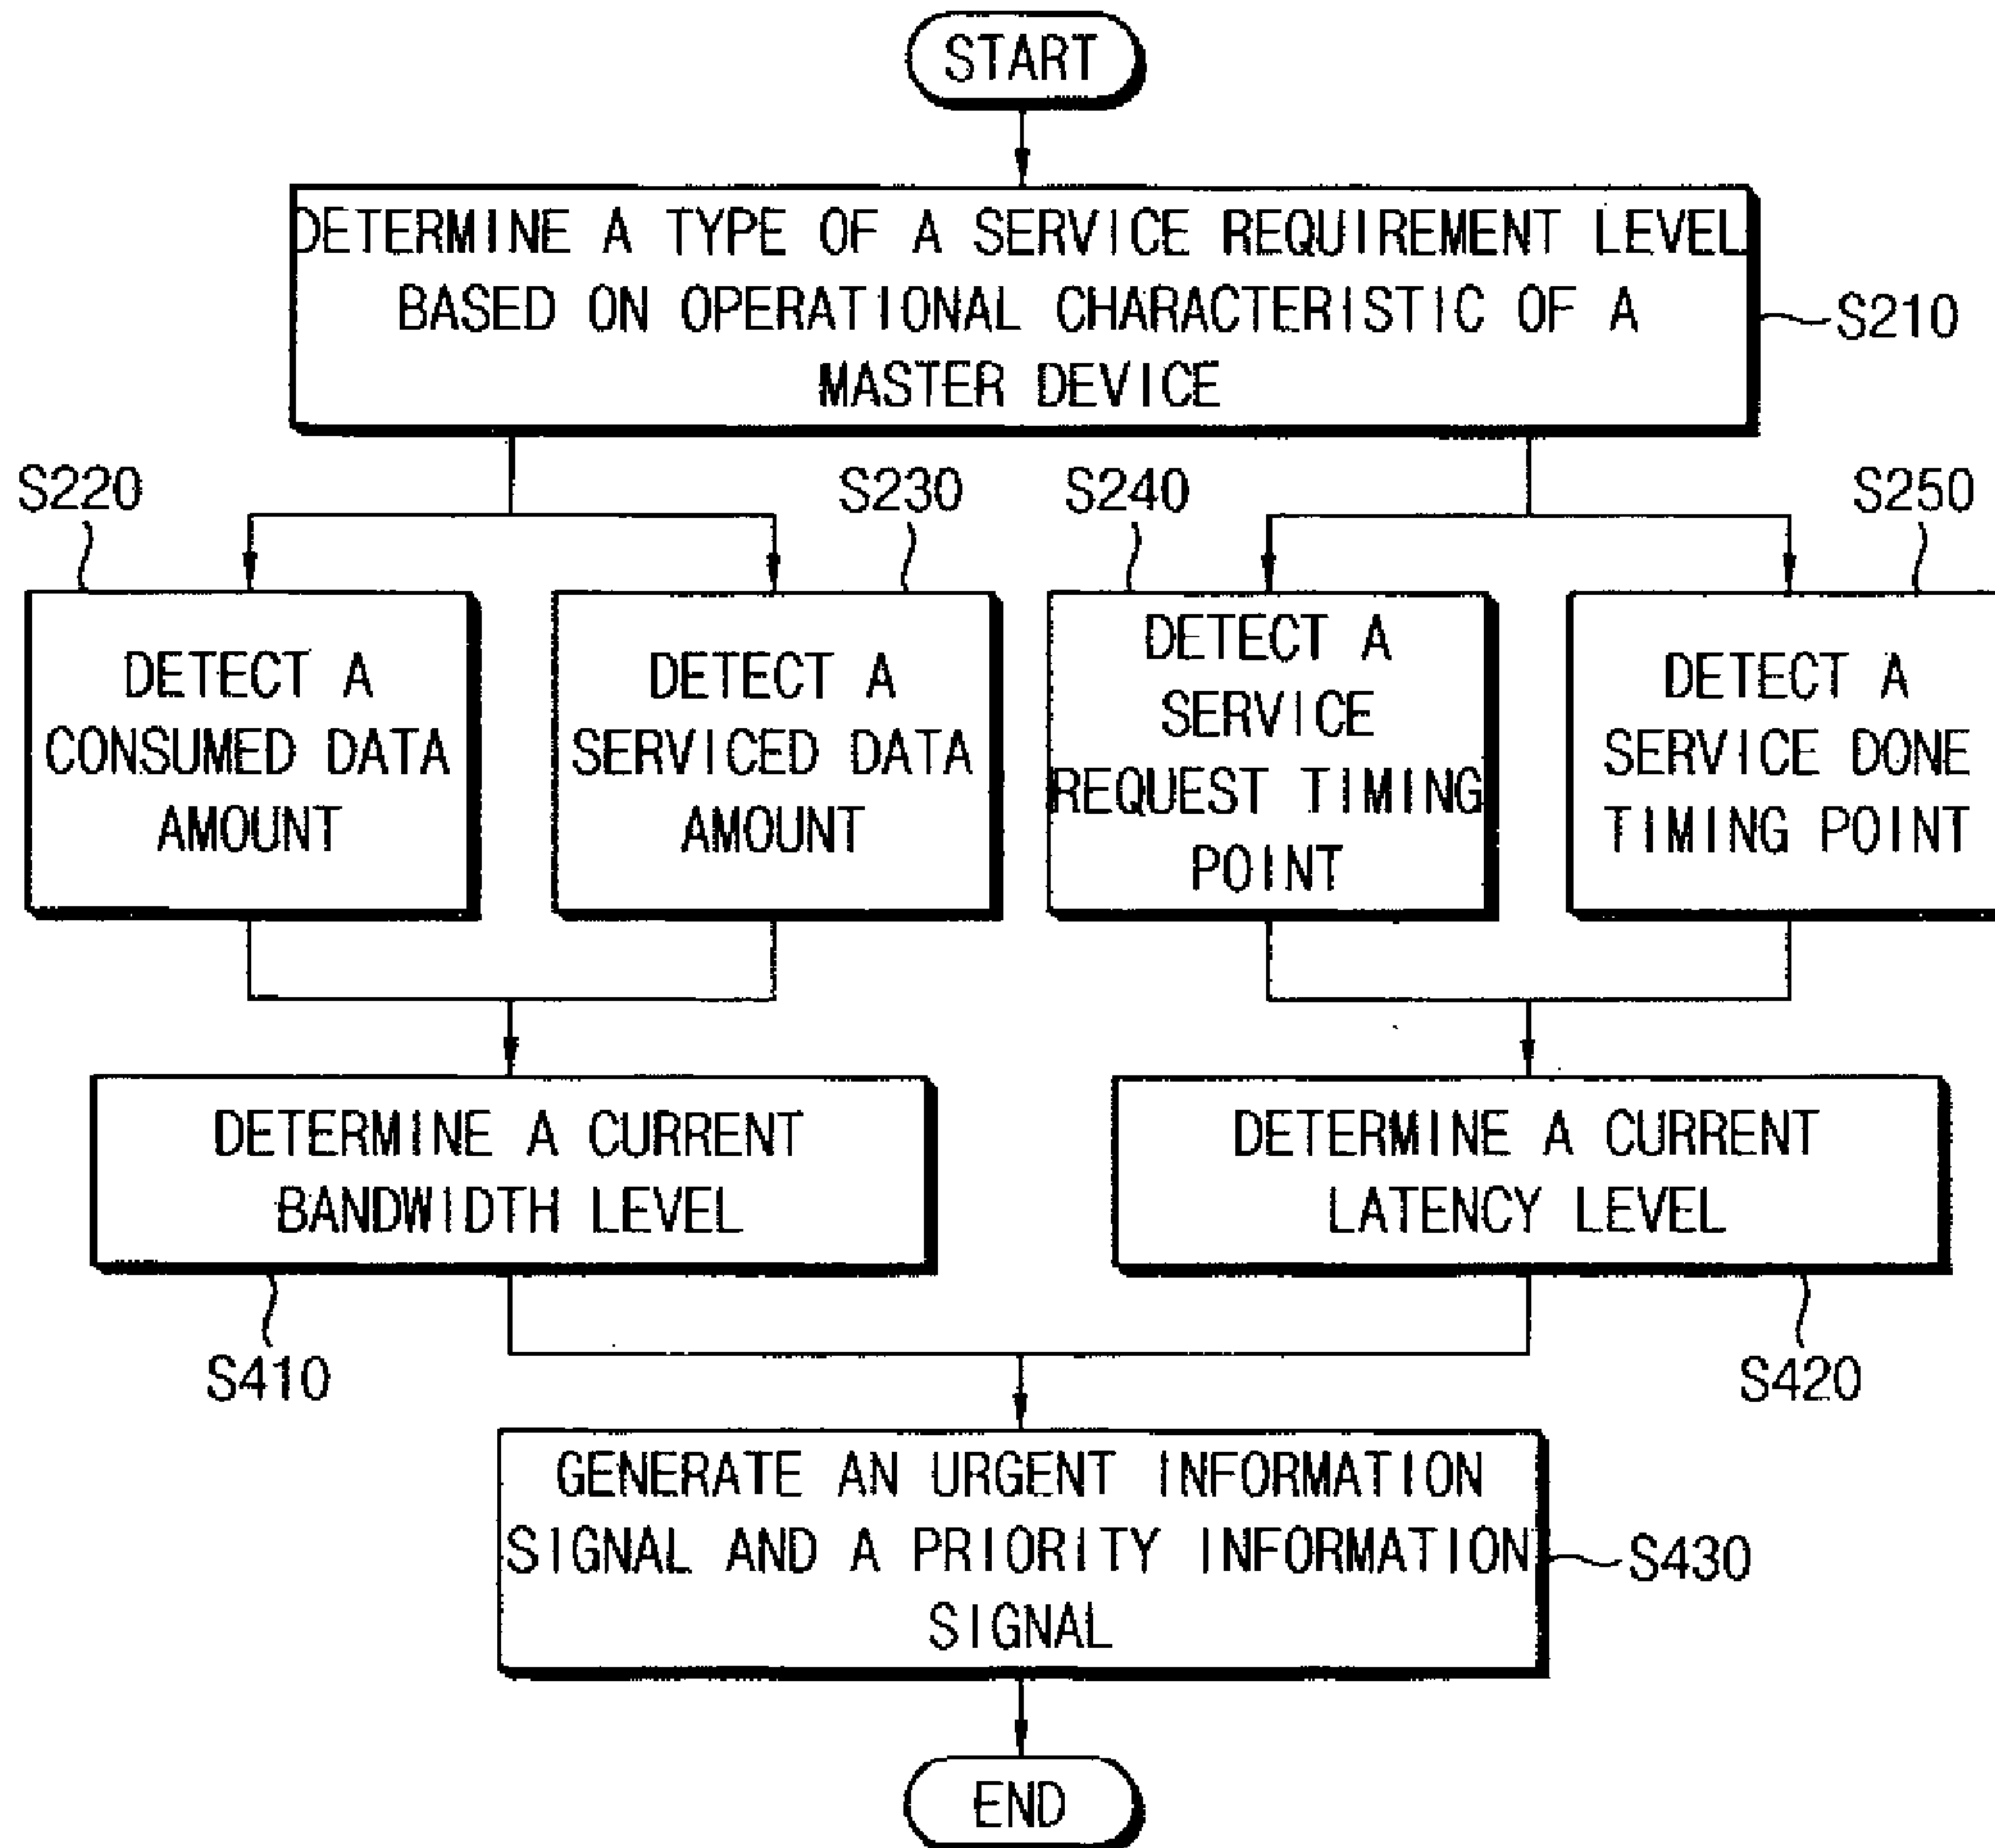 START
DETERMINE A TYPE OF A SERVICE REQUIREMENT LEVEL
BASED ON OPERATIONAL CHARACTERISTIC OF A
MASTER DEVICE
S210
S220
S230
S240
S250
DETECT A
CONSUMED DATA
AMOUNT
DETECT A
SERVICED DATA
AMOUNT
DETECT A
SERVICE
REQUEST TIMING
POINT
DETECT A
SERVICE DONE
TIMING POINT
DETERMINE A CURRENT
BANDWIDTH LEVEL
DETERMINE A CURRENT
LATENCY LEVEL
S410
S420
GENERATE AN URGENT INFORMATION
SIGNAL AND A PRIORITY INFORMATION
SIGNAL
S430
END